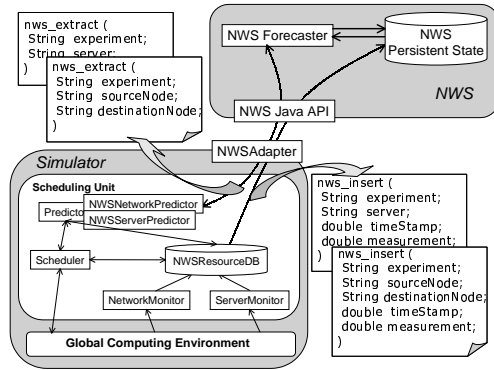 nws_extract (
String experiment;
String server;
)
nws_extract (
String experiment;
String sourceNode;
String destinationNode;
)
NWS Forecaster
NWS
Persistent State
NWS
NWS Java API
NWSAdapter
Simulator
Scheduling Unit
NWSNetworkPredictor
Predictor
NWSServerPredictor
Scheduler
NWSResourceDB
NetworkMonitor
ServerMonitor
Global Computing Environment
nws_insert (
String experiment;
String server;
double timeStamp;
double measurement;
)
nws_insert (
String experiment;
String sourceNode;
String destinationNode;
double timeStamp;
double measurement;
)